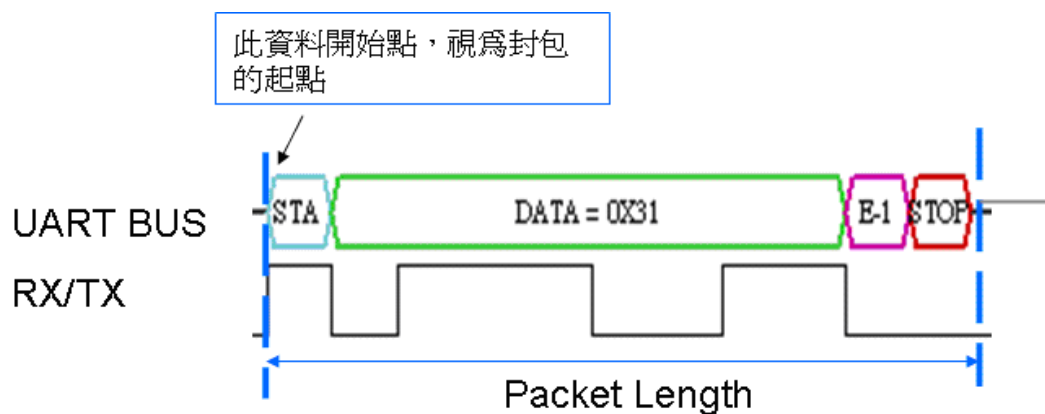 此資料開始點，視為封包
的起點
UART BUS
STA
DATA = 0X31
E-1
STOP
RX/TX
Packet Length